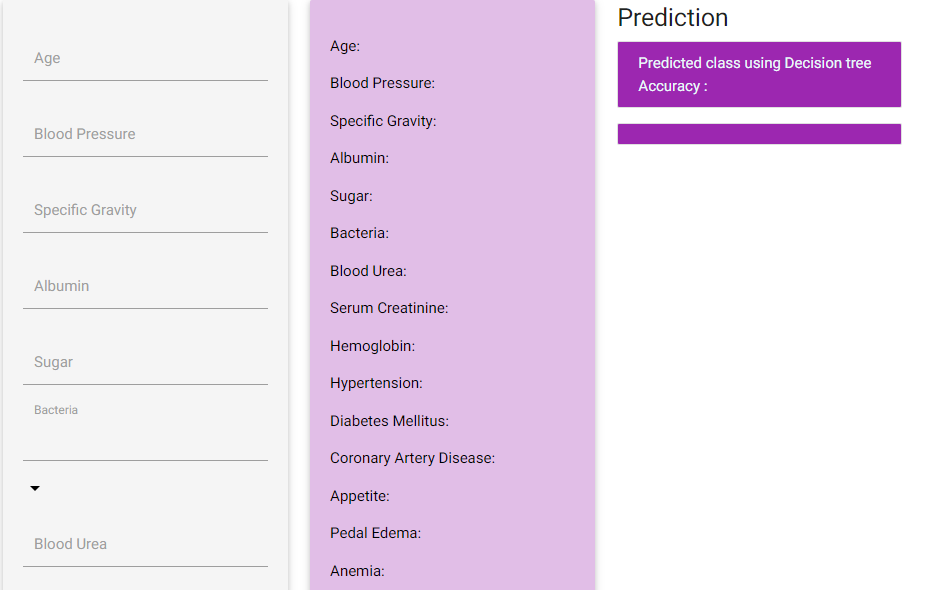 Age
Blood Pressure
Specific Gravity
Albumin
Sugar
Bacteria
Blood Urea
Age:
Blood Pressure:
Specific Gravity:
Albumin:
Sugar:
Bacteria:
Blood Urea:
Serum Creatinine:
Hemoglobin:
Hypertension:
Diabetes Mellitus:
Coronary Artery Disease:
Appetite:
Pedal Edema:
Anemia:
Prediction
Predicted class using Decision tree
Accuracy :